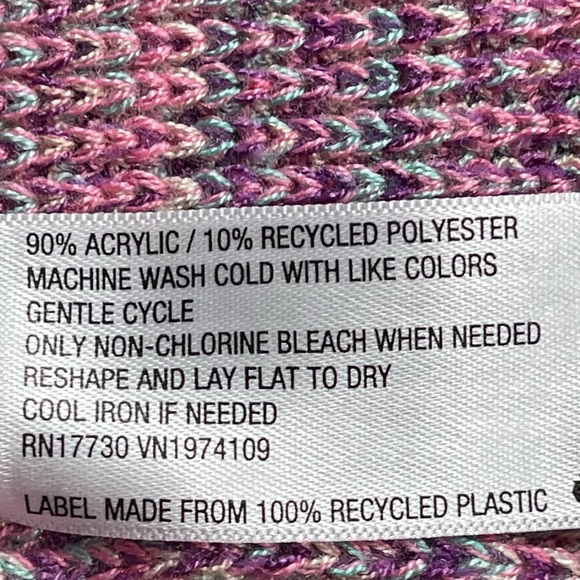 90% ACRYLIC / 10% RECYCLED POLYESTER
MACHINE WASH COLD WITH LIKE COLORS
GENTLE CYCLE
ONLY NON-CHLORINE BLEACH WHEN NEEDED
RESHAPE AND LAY FLAT TO DRY
COOL IRON IF NEEDED
RN17730 VN1974109
LABEL MADE FROM 100% RECYCLED PLASTIC